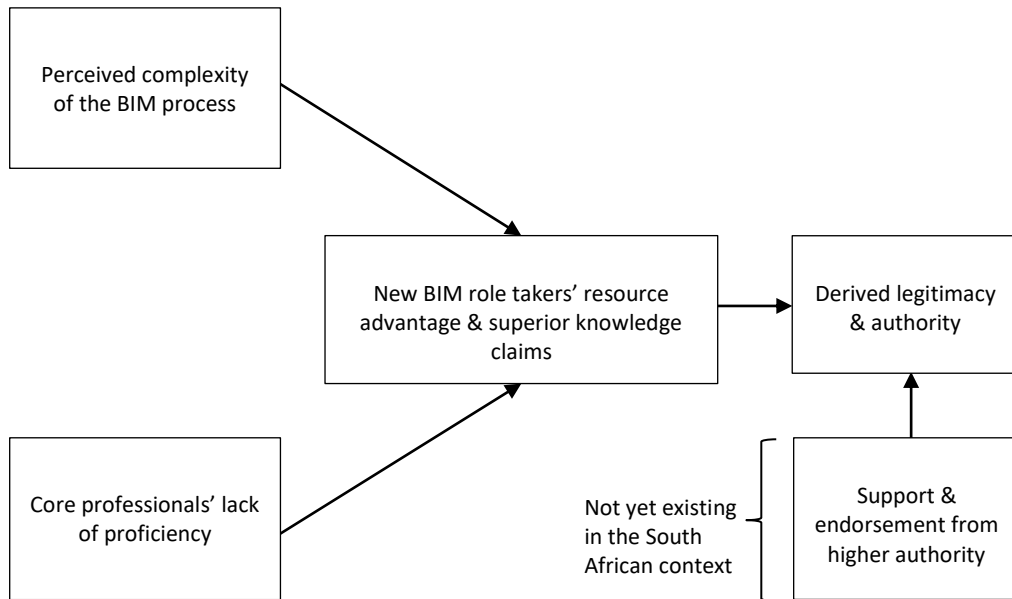 Perceived complexity
of the BIM process
New BIM role takers’ resource
advantage & superior knowledge
claims
Derived legitimacy
& authority
Core professionals’ lack
of proficiency
Not yet existing
in the South
African context
Support &
endorsement from
higher authority